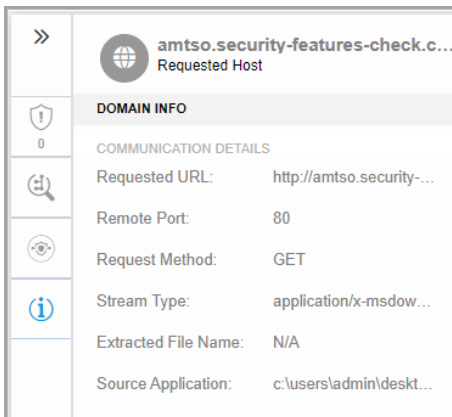 amtso.security-features-check.c...
Requested Host
DOMAIN INFO
0
COMMUNICATION DETAILS
Requested URL: http://amtso.security-...
Remote Port: 80
Request Method: GET
Stream Type: application/x-msdow...
Extracted File Name: N/A
Source Application: c:\users\admin\deskt...